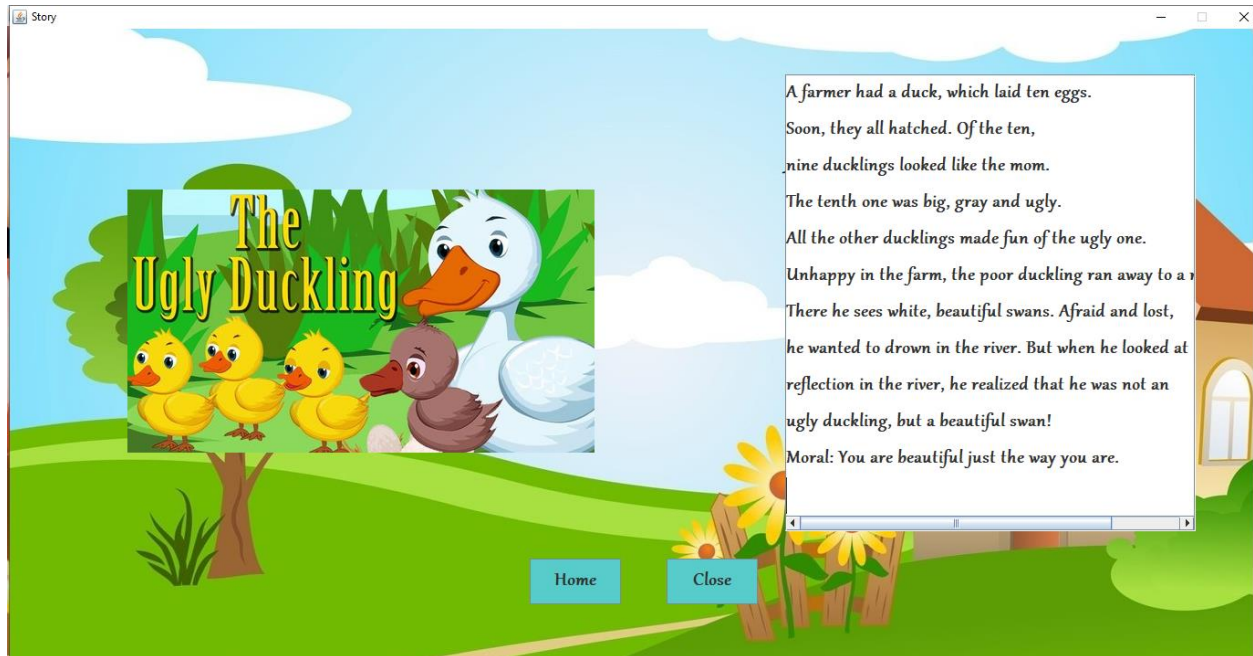 Story
The
Ugly Duckling
A farmer had a duck, which laid ten eggs.
Soon, they all hatched. Of the ten,
nine ducklings looked like the mom.
The tenth one was big, gray and ugly.
All the other ducklings made fun of the ugly one.
Unhappy in the farm, the poor duckling ran away to a
There he sees white, beautiful swans. Afraid and lost,
he wanted to drown in the river. But when he looked at
reflection in the river, he realized that he was not an
ugly duckling, but a beautiful swan!
Moral: You are beautiful just the way you are.
Home
Close